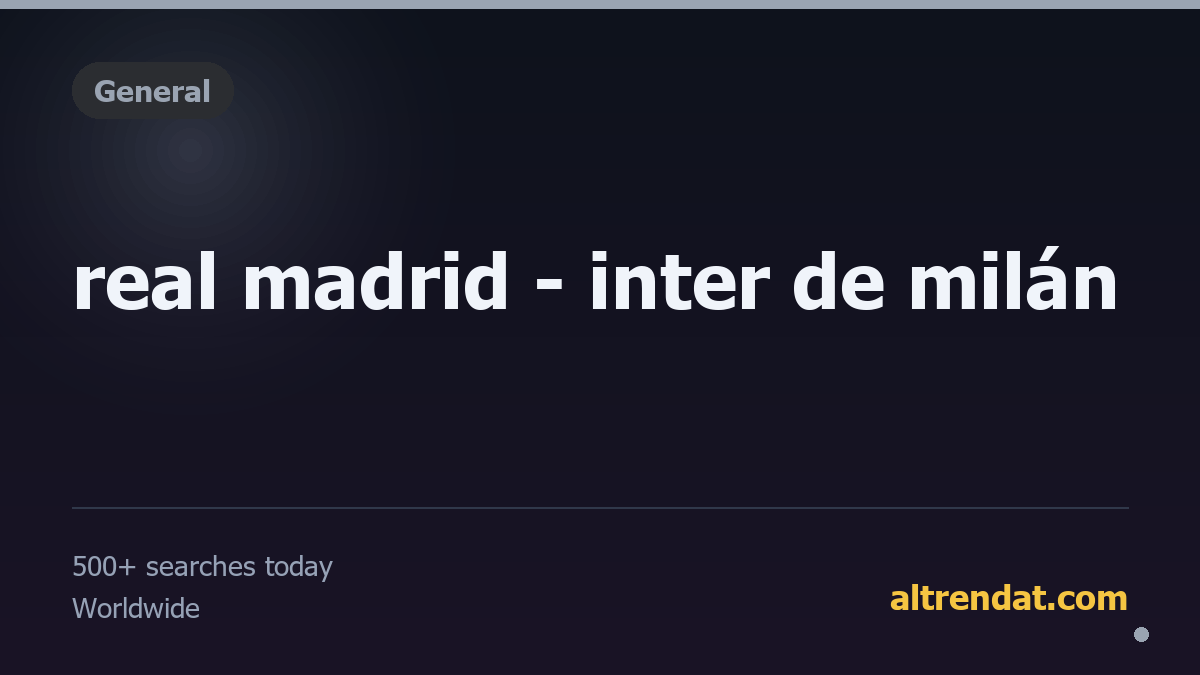 General
real madrid - inter de milán
500+ searches today
Worldwide
altrendat.com